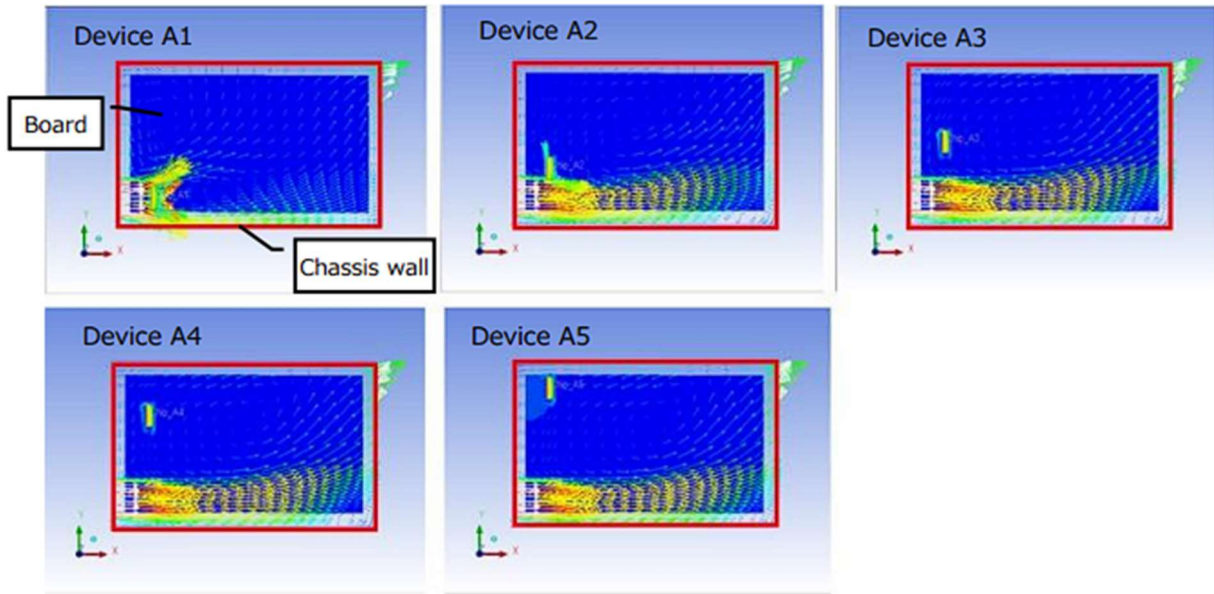 Device A1
Device A2
Device A3
Board
Chassis wall
Y
X
Y
X
Y
X
Device A4
Device A5
Y
X
Y
X